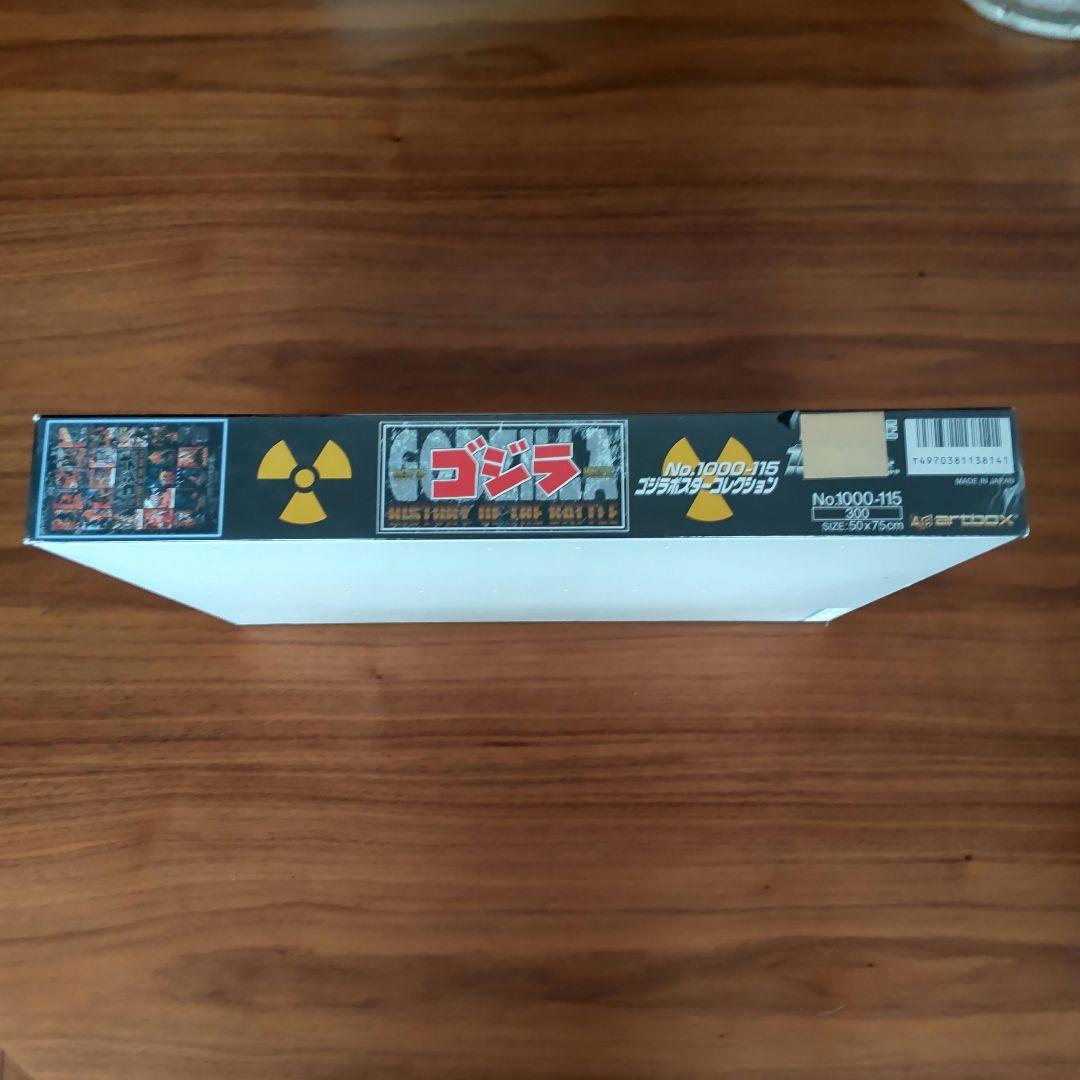 GODZILLA
ゴジラ
HISTORY OF THE BATTLE
No.1000-115
ゴジラポスターコレクション
No.1000-115
300
SIZE:50x75cm
T4970381138141
MADE IN JAPAN
artbox